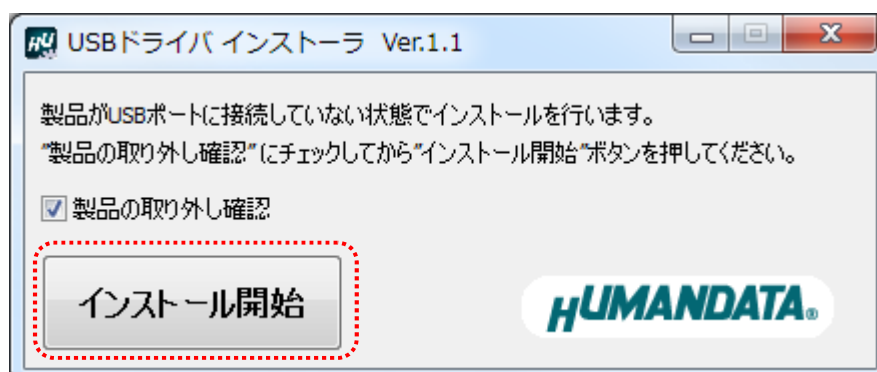 USBドライバ インストーラ Ver.1.1
製品がUSBポートに接続していない状態でインストールを行います。
"製品の取り外し確認"にチェックしてから"インストール開始"ボタンを押してください。
製品の取り外し確認
インストール開始
HUMANDATA®